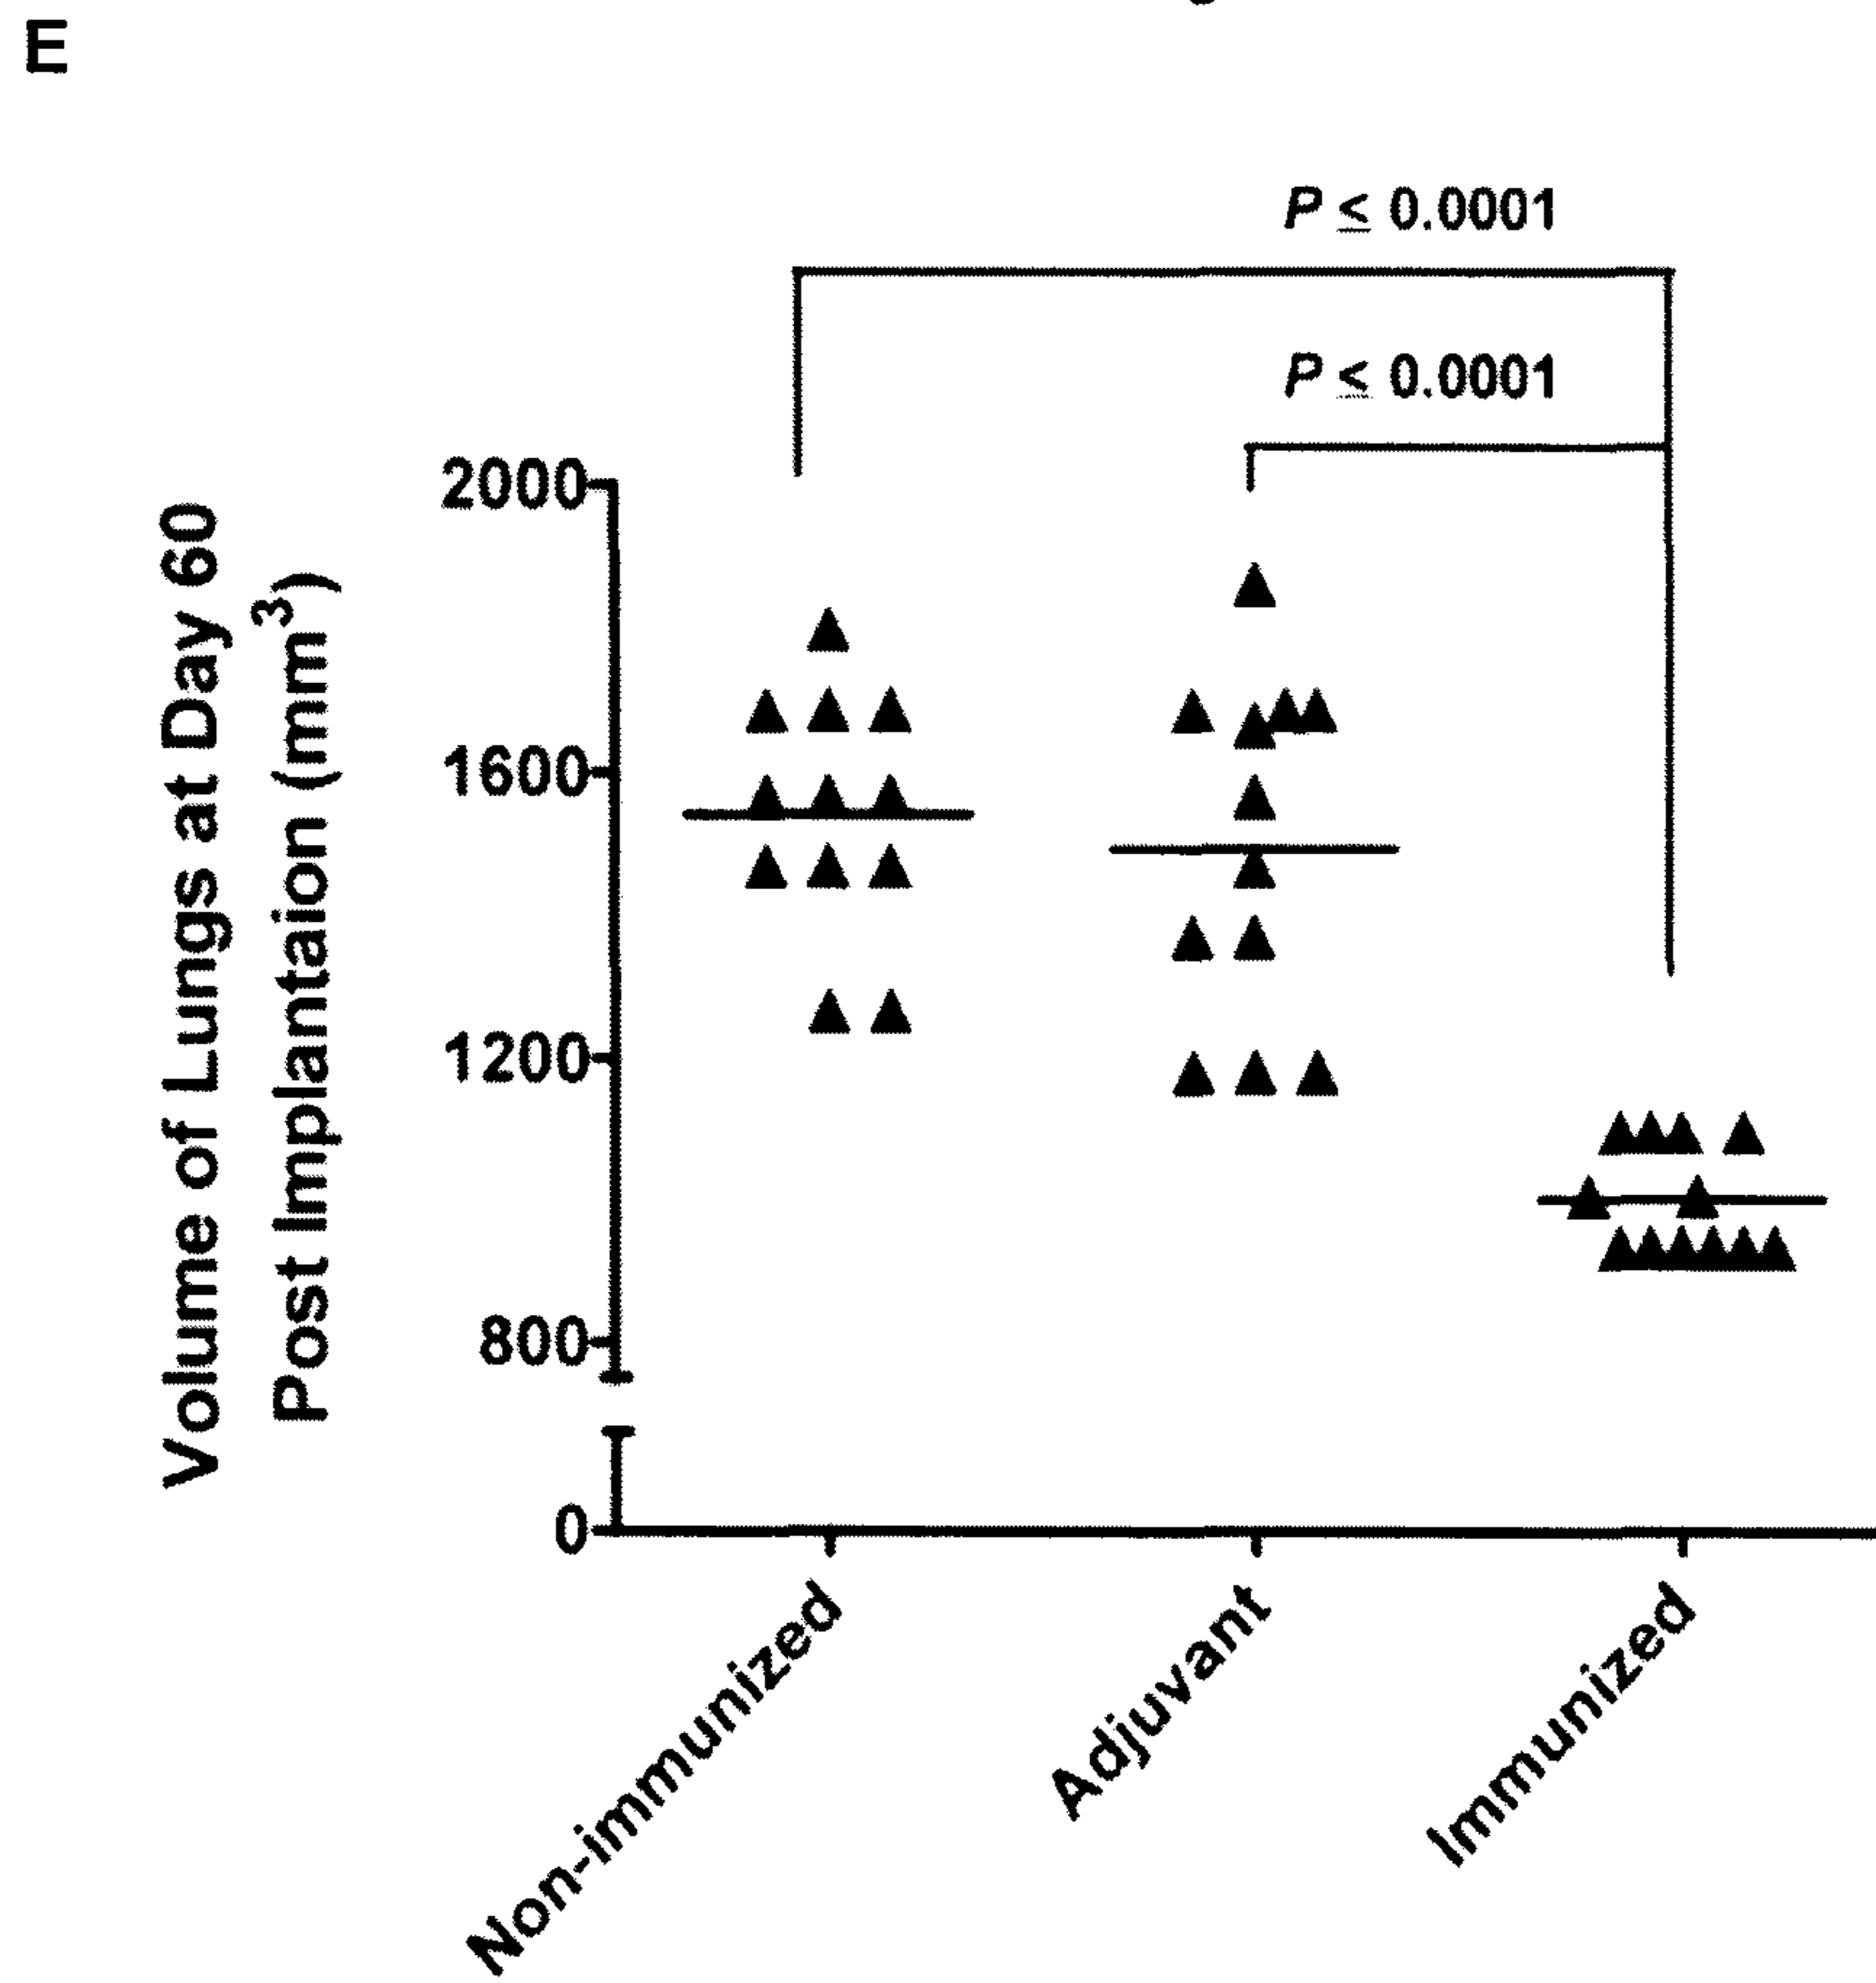 E
P ≤ 0.0001
P ≤ 0.0001
Volume of Lungs at Day 60
Post Implantaion (mm³)
2000
1600
1200
800
0
Non-immunized
Adjuvant
Immunized